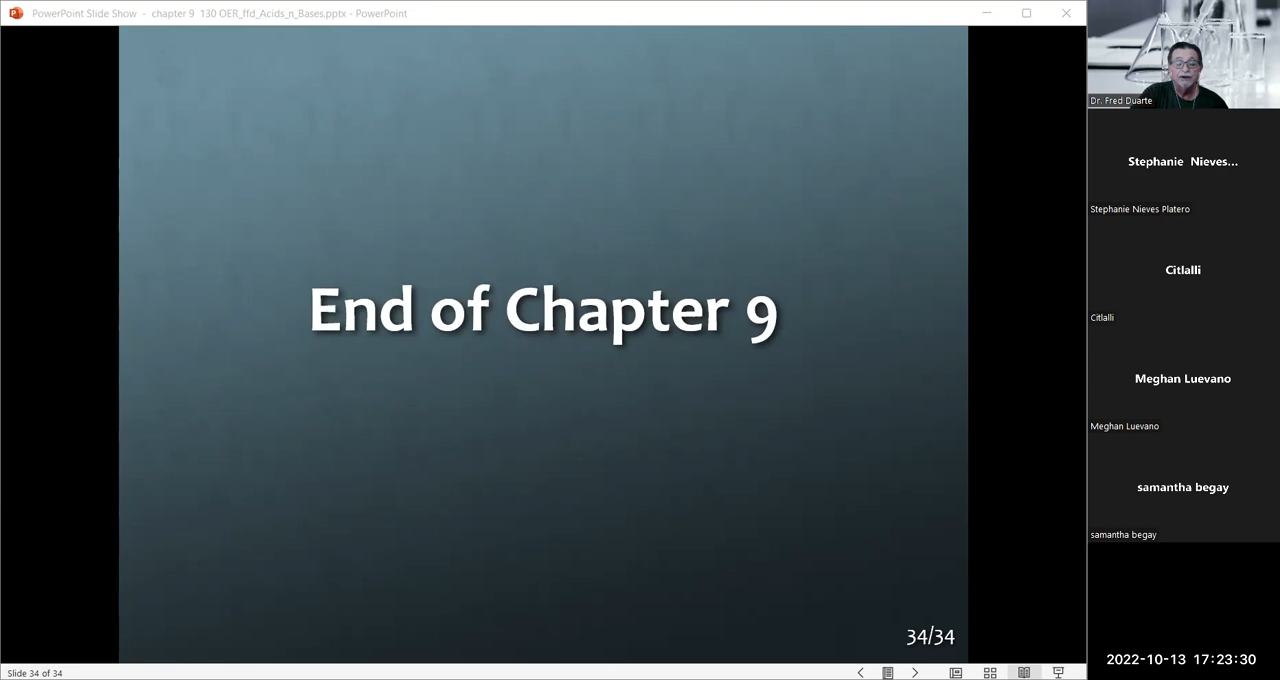 PowerPoint Slide Show - chapter 9 130 OER_ffd_Acids_n_Bases.pptx - PowerPoint
End of Chapter 9
34/34
Slide 34 of 34
Dr. Fred Duarte
Stephanie Nieves...
Stephanie Nieves Platero
Citlalli
Citlalli
Meghan Luevano
Meghan Luevano
samantha begay
samantha begay
2022-10-13 17:23:30